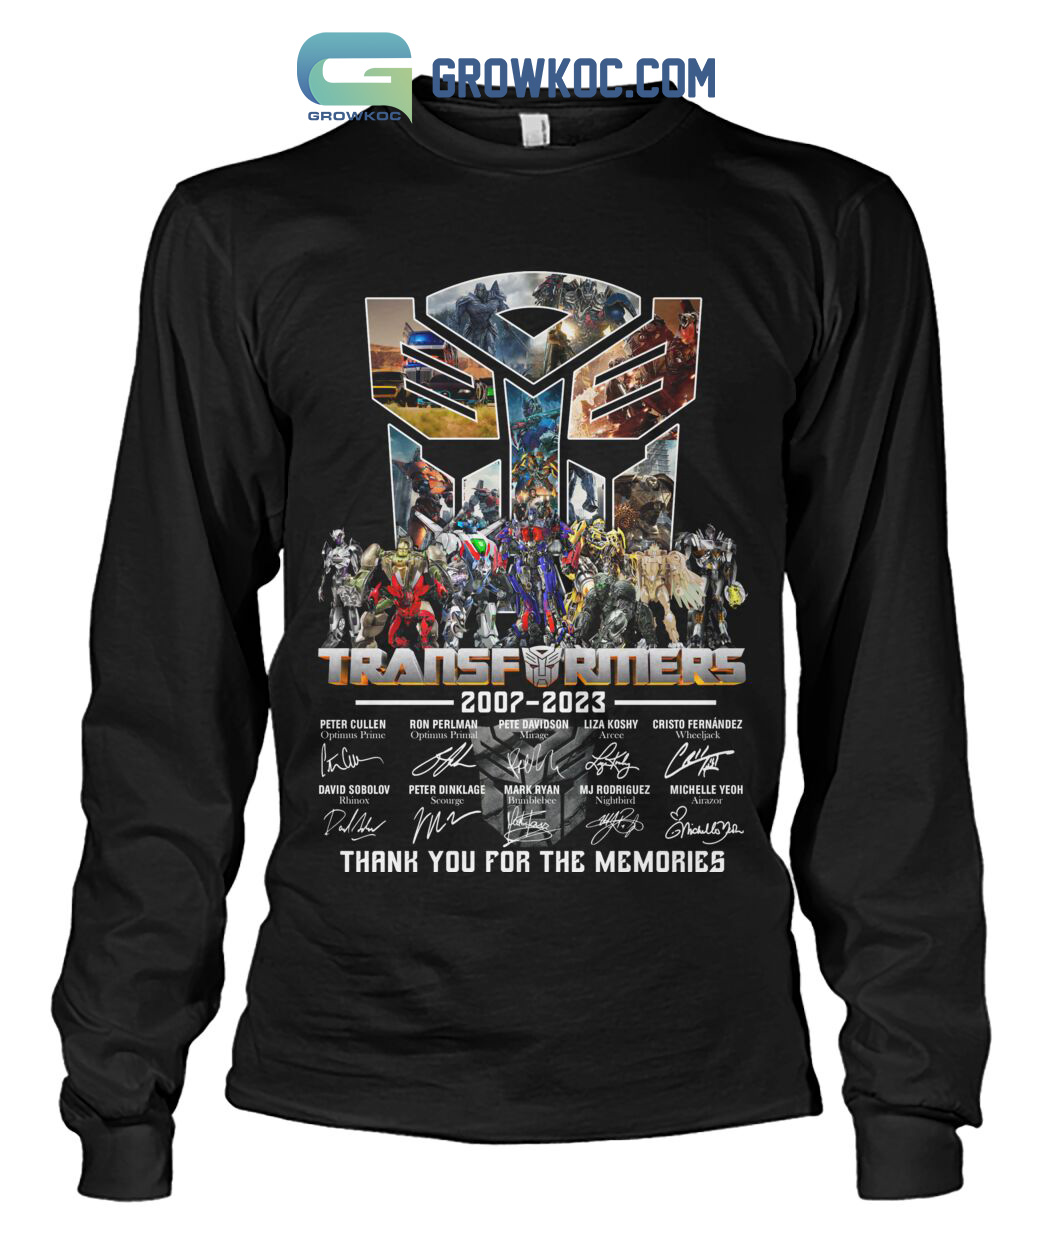 GROWKOC.COM
GROWKOC
TRANSFORMERS
2007-2023
PETER CULLEN RON PERLMAN PETE DAVIDSON LIZA KOSHY CRISTO FERNÁNDEZ
Optimus Prime Optimus Primal Mirage Arcee Wheeljack
DAVID SOBOLOV PETER DINKLAGE MARK RYAN MJ RODRIGUEZ MICHELLE YEOH
Rhinox Scourge Bumblebee Nightbird Airazor
THANK YOU FOR THE MEMORIES